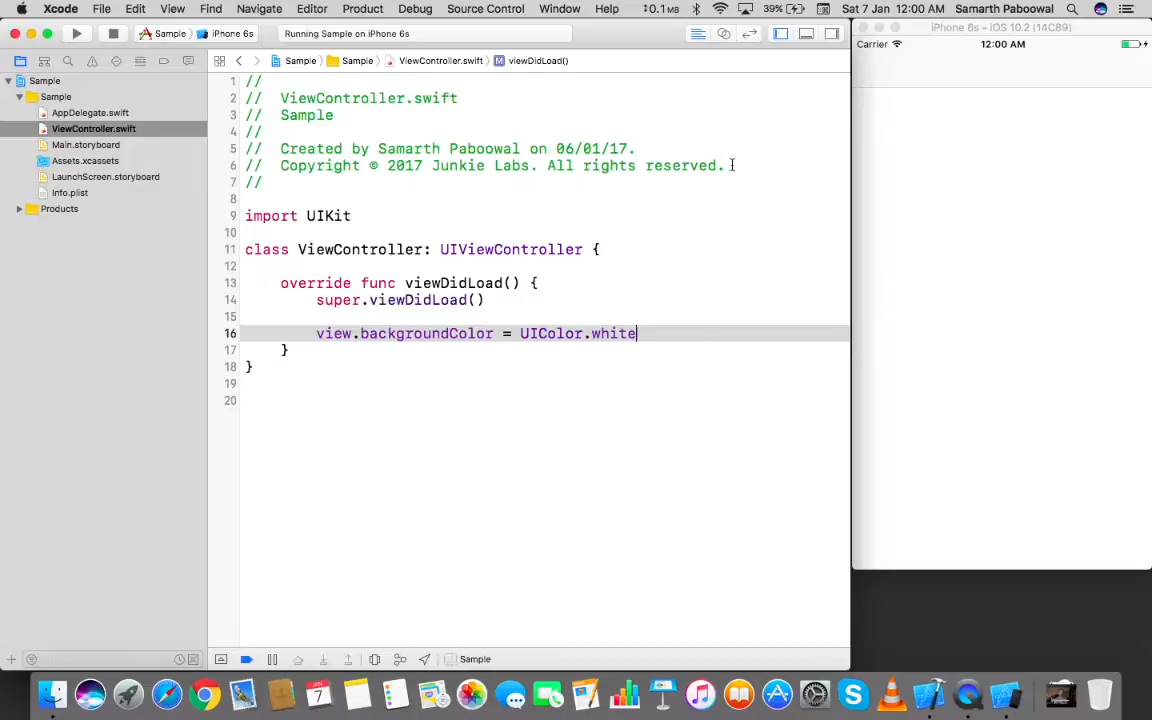 Xcode File Edit View Find Navigate Editor Product Debug Source Control Window Help 0.1MB 39% Sat 7 Jan 12:00 AM Samarth Paboowal
Sample iPhone 6s Running Sample on iPhone 6s
iPhone 6s – iOS 10.2 (14C89)
Carrier 12:00 AM
Sample Sample ViewController.swift M viewDidLoad()
Sample
Sample
AppDelegate.swift
ViewController.swift
Main.storyboard
Assets.xcassets
LaunchScreen.storyboard
Info.plist
Products
1 //
2 // ViewController.swift
3 // Sample
4 //
5 // Created by Samarth Paboowal on 06/01/17.
6 // Copyright © 2017 Junkie Labs. All rights reserved.
7 //
8
9 import UIKit
10
11 class ViewController: UIViewController {
12
13 override func viewDidLoad() {
14 super.viewDidLoad()
15
16 view.backgroundColor = UIColor.white
17 }
18 }
19
20
Sample
7